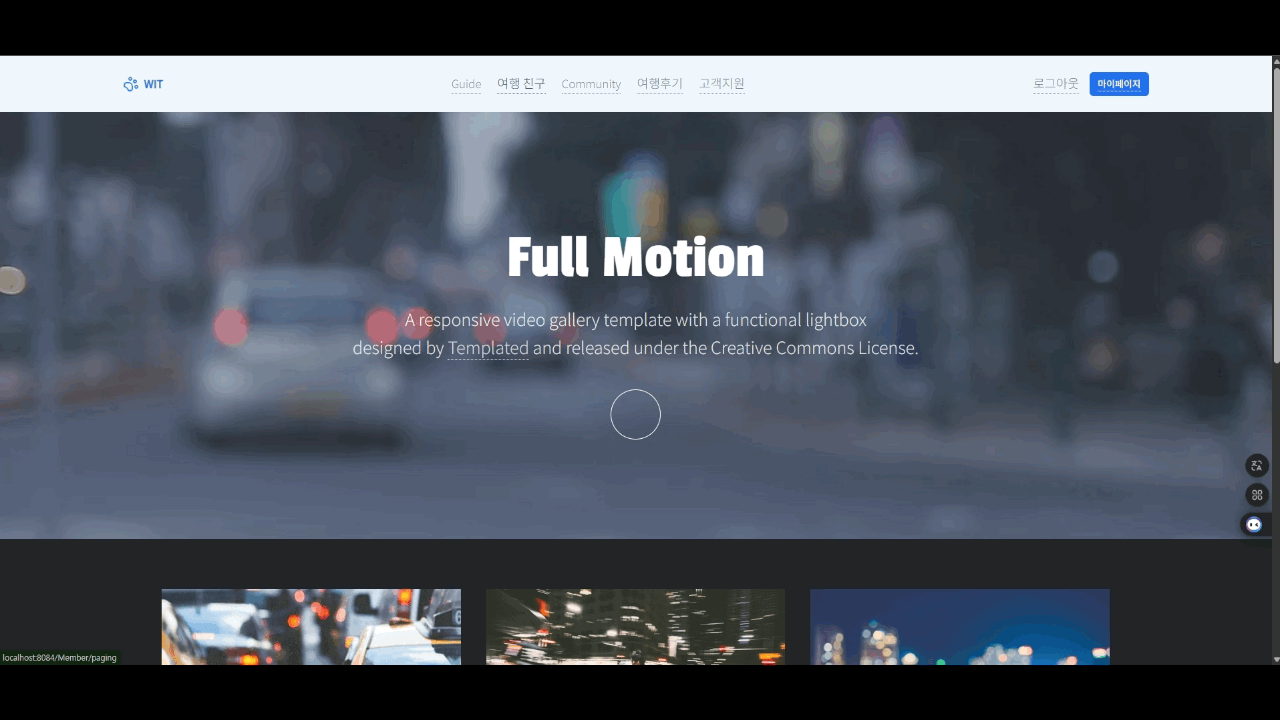 WIT
Guide 여행 친구 Community 여행후기 고객지원
로그아웃 마이페이지
Full Motion
A responsive video gallery template with a functional lightbox
designed by Templated and released under the Creative Commons License.
localhost:8084/Member/paging